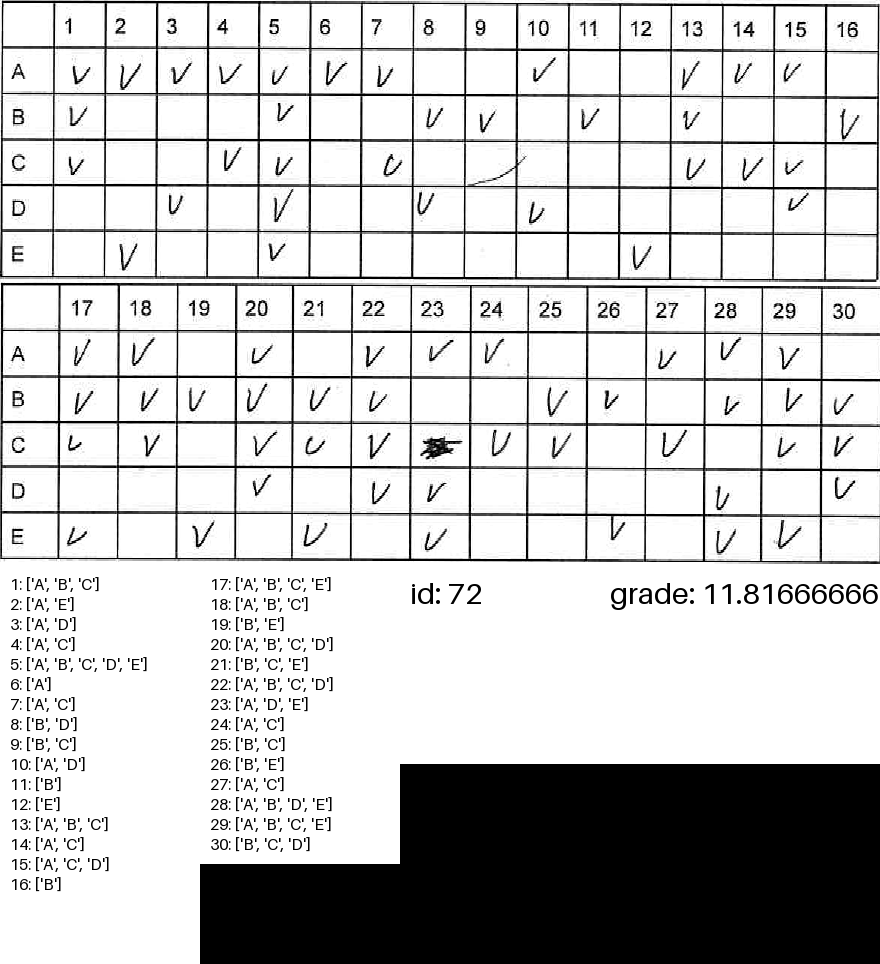 1 2 3 4 5 6 7 8 9 10 11 12 13 14 15 16
A V V V V V V V V V V V
B V V V V V V V
C V V V V V V V
D V V V V V
E V V V
17 18 19 20 21 22 23 24 25 26 27 28 29 30
A V V V V V V V V V
B V V V V V V V V V V V
C V V V V V V V V V V
D V V V V V
E V V V V V V V
1: ['A', 'B', 'C']
2: ['A', 'E']
3: ['A', 'D']
4: ['A', 'C']
5: ['A', 'B', 'C', 'D', 'E']
6: ['A']
7: ['A', 'C']
8: ['B', 'D']
9: ['B', 'C']
10: ['A', 'D']
11: ['B']
12: ['E']
13: ['A', 'B', 'C']
14: ['A', 'C']
15: ['A', 'C', 'D']
16: ['B']
17: ['A', 'B', 'C', 'E']
18: ['A', 'B', 'C']
19: ['B', 'E']
20: ['A', 'B', 'C', 'D']
21: ['B', 'C', 'E']
22: ['A', 'B', 'C', 'D']
23: ['A', 'D', 'E']
24: ['A', 'C']
25: ['B', 'C']
26: ['B', 'E']
27: ['A', 'C']
28: ['A', 'B', 'D', 'E']
29: ['A', 'B', 'C', 'E']
30: ['B', 'C', 'D']
id: 72
grade: 11.81666666